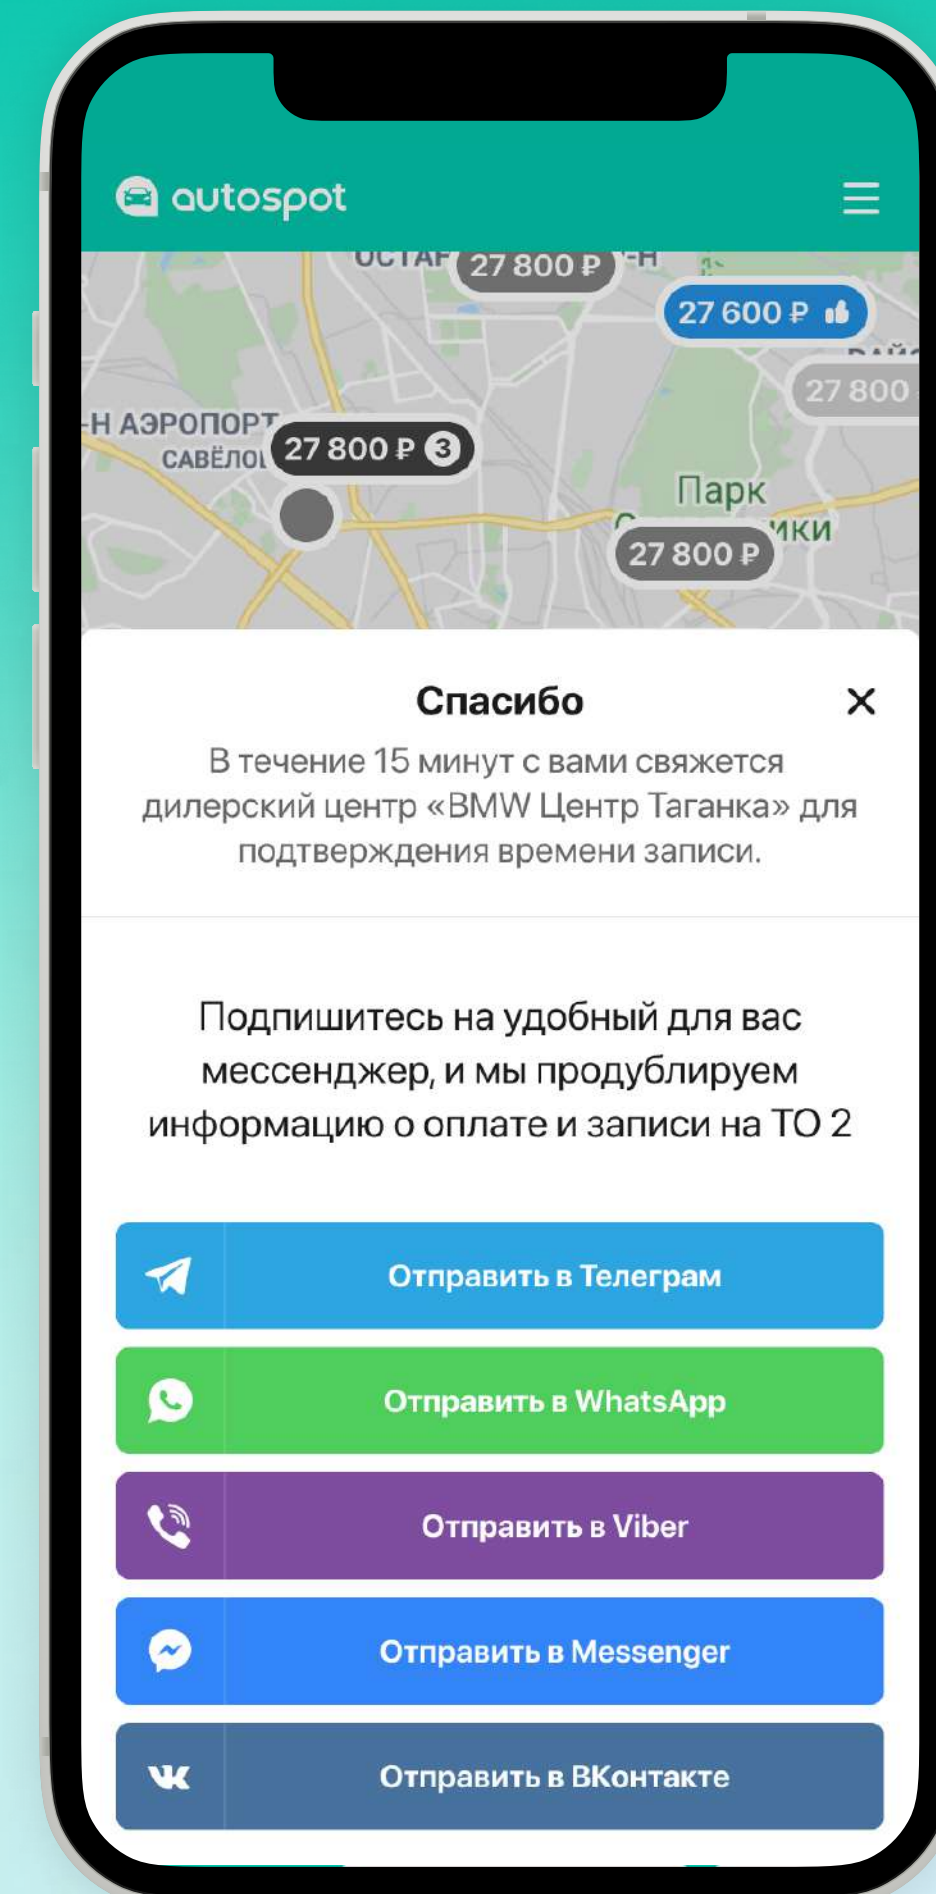 autospot
27 800 ₽
-Н
27 600 ₽
27 800
-Н АЭРОПОРТ
27 800 ₽ 3
Парк
27 800 ₽
Спасибо
В течение 15 минут с вами свяжется
дилерский центр «BMW Центр Таганка» для
подтверждения времени записи.
Подпишитесь на удобный для вас
мессенджер, и мы продублируем
информацию о оплате и записи на ТО 2
Отправить в Телеграм
Отправить в WhatsApp
Отправить в Viber
Отправить в Messenger
Отправить в ВКонтакте